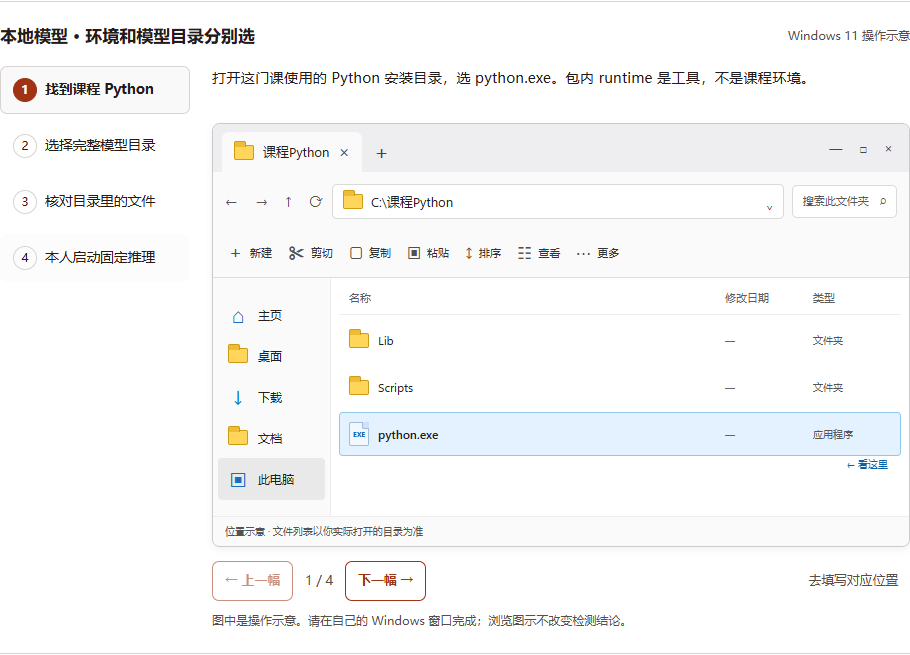 本地模型 · 环境和模型目录分别选
Windows 11 操作示意
1 找到课程 Python
2 选择完整模型目录
3 核对目录里的文件
4 本人启动固定推理
打开这门课使用的 Python 安装目录，选 python.exe。包内 runtime 是工具，不是课程环境。
课程Python × +
— □ ×
← → ↑ ⟳ C:\课程Python
搜索此文件夹
+ 新建 剪切 复制 粘贴 ↕ 排序 查看 ··· 更多
主页
桌面
↓ 下载
文档
此电脑
名称 修改日期 类型
Lib — 文件夹
Scripts — 文件夹
EXE python.exe — 应用程序
← 看这里
位置示意 · 文件列表以你实际打开的目录为准
← 上一幅 1 / 4 下一幅 →
去填写对应位置
图中是操作示意。请在自己的 Windows 窗口完成；浏览图示不改变检测结论。